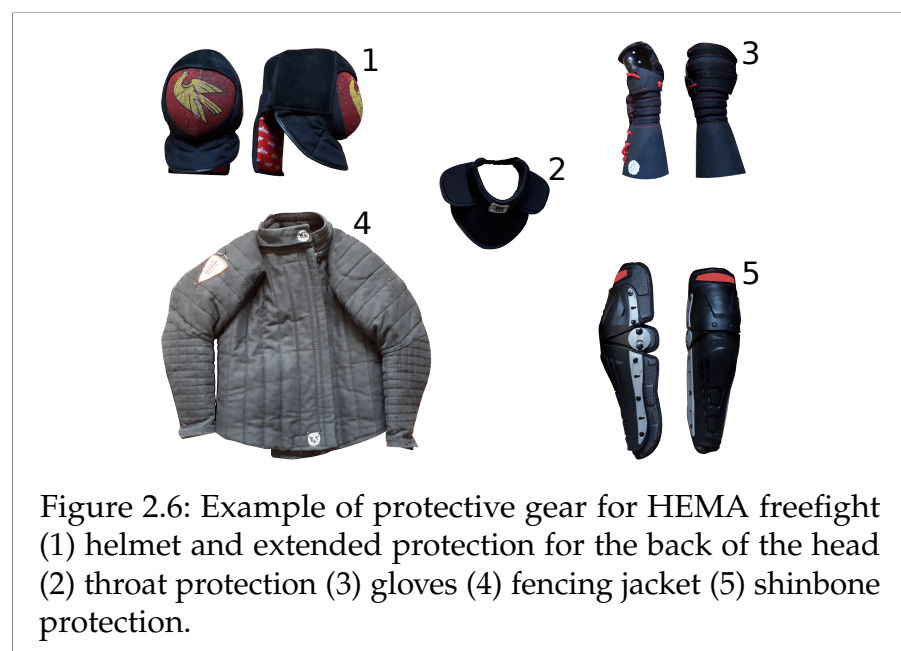 1
3
2
4
5
Figure 2.6: Example of protective gear for HEMA freefight
(1) helmet and extended protection for the back of the head
(2) throat protection (3) gloves (4) fencing jacket (5) shinbone
protection.